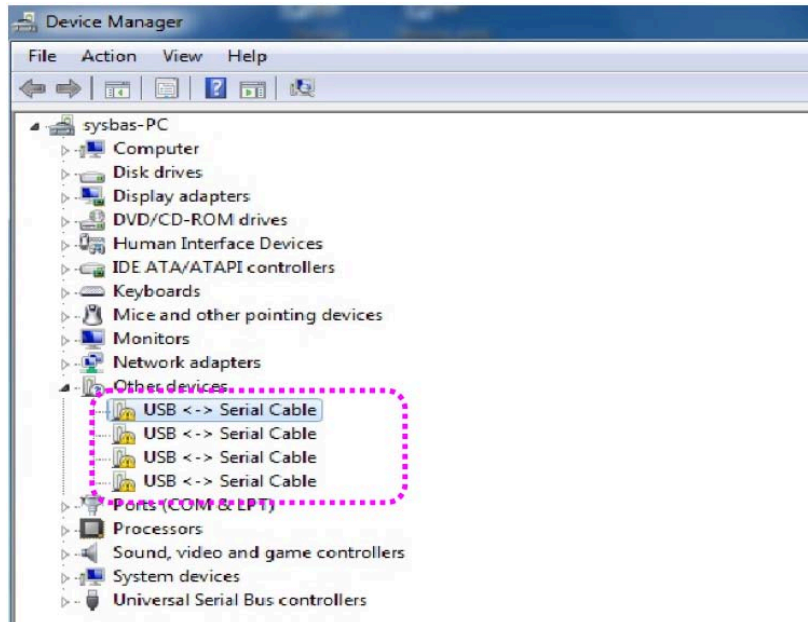 Device Manager
File Action View Help
sysbas-PC
Computer
Disk drives
Display adapters
DVD/CD-ROM drives
Human Interface Devices
IDE ATA/ATAPI controllers
Keyboards
Mice and other pointing devices
Monitors
Network adapters
Other devices
USB <-> Serial Cable
USB <-> Serial Cable
USB <-> Serial Cable
USB <-> Serial Cable
Ports (COM & LPT)
Processors
Sound, video and game controllers
System devices
Universal Serial Bus controllers